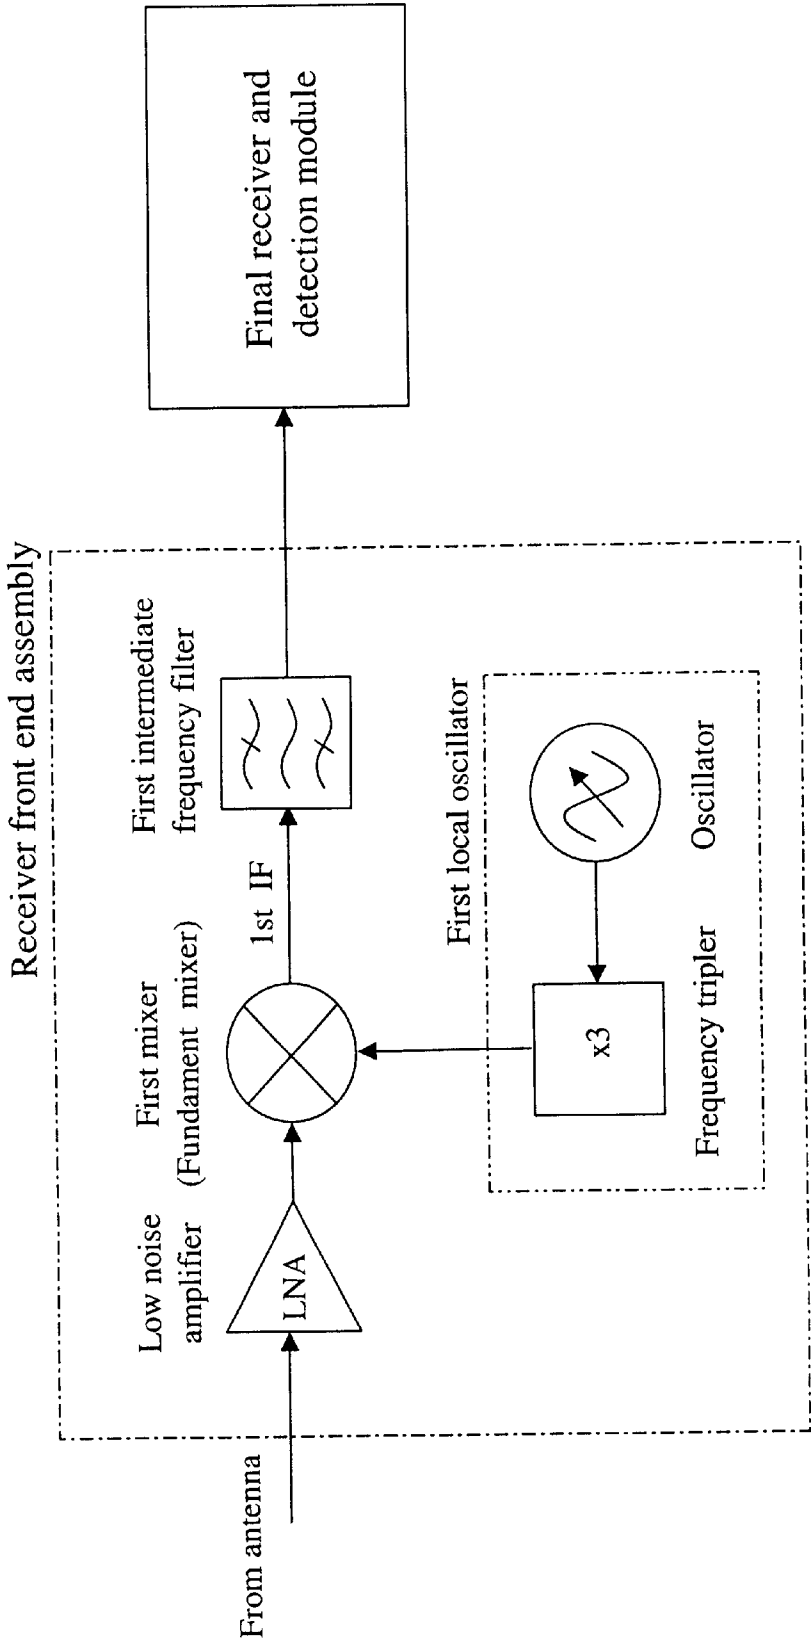 Receiver front end assembly
From antenna
Low noise
amplifier
LNA
First mixer
(Fundament mixer)
1st IF
First intermediate
frequency filter
Final receiver and
detection module
First local oscillator
x3
Frequency tripler
Oscillator